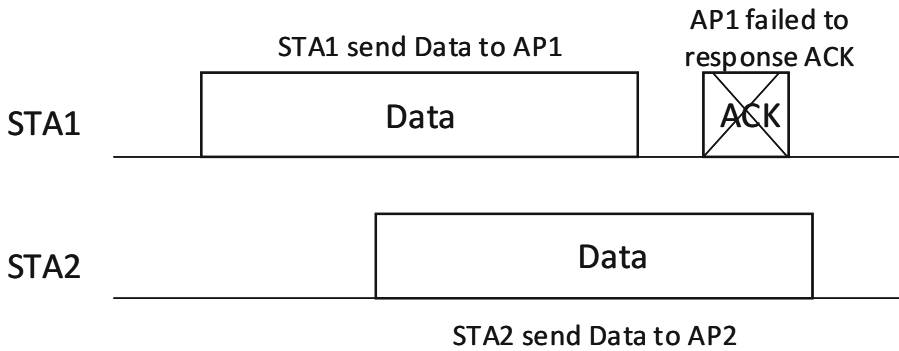 AP1 failed to
response ACK
STA1 send Data to AP1
STA1
Data
ACK
STA2
Data
STA2 send Data to AP2